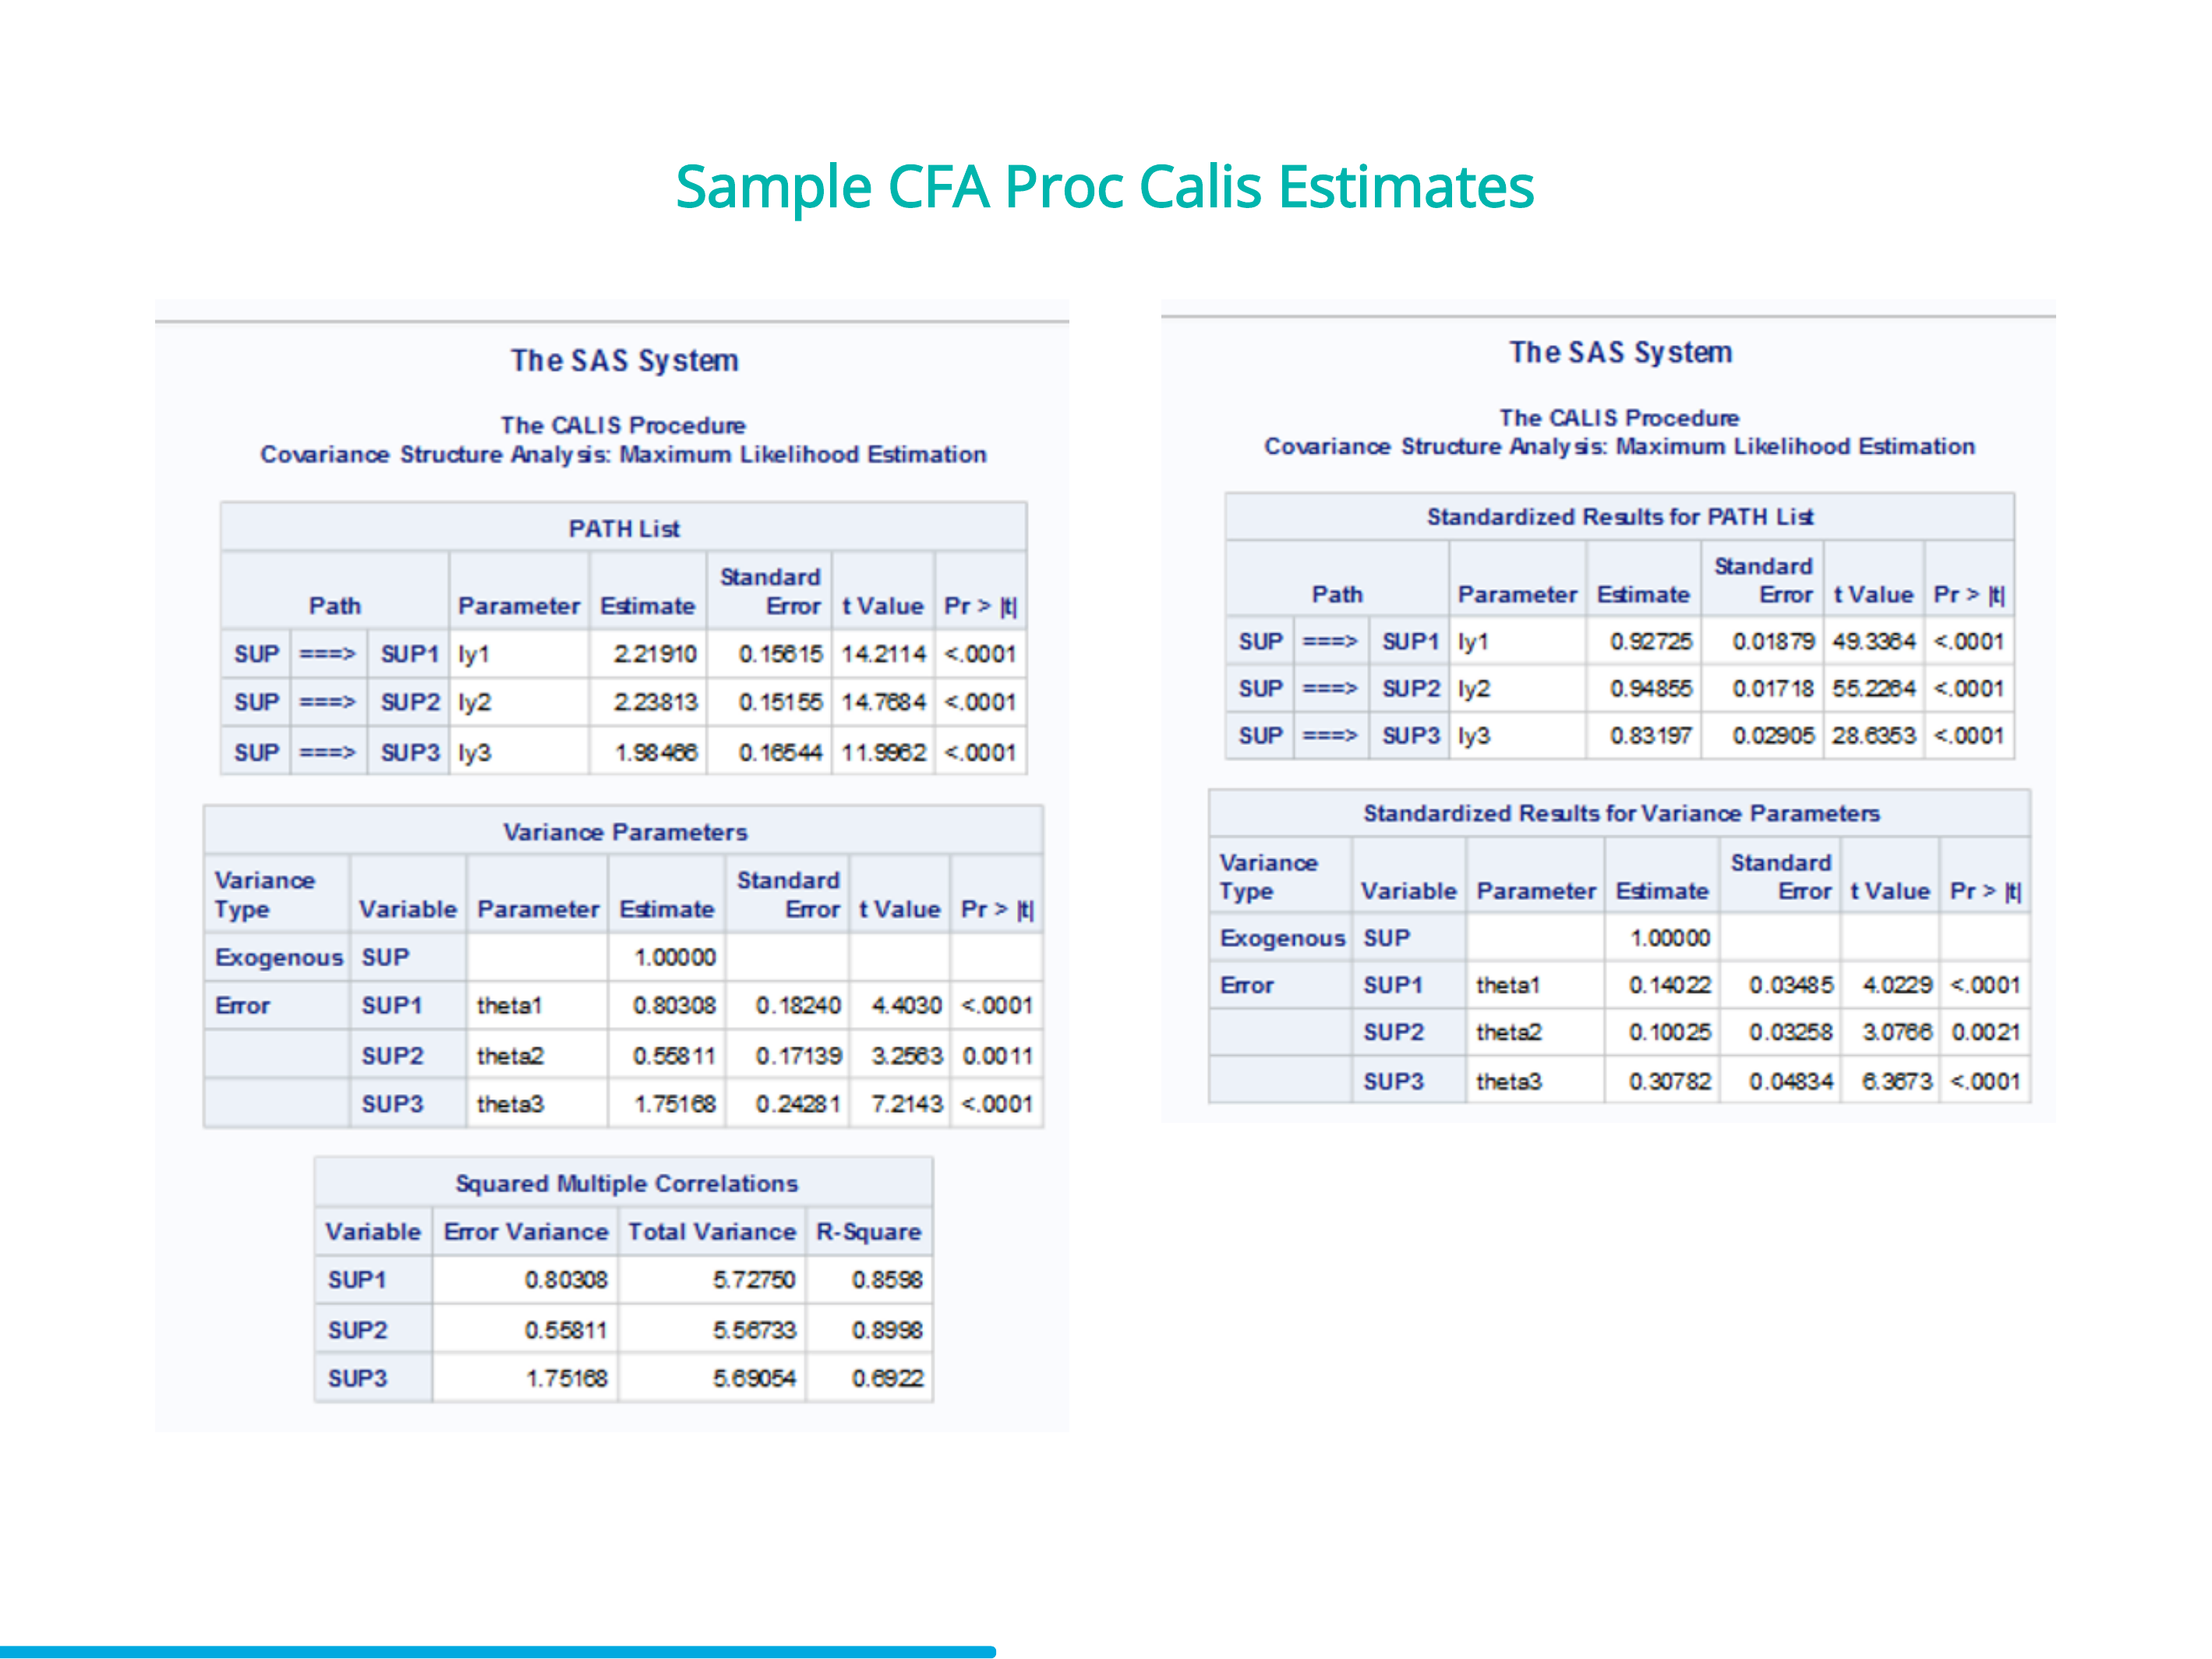 Sample CFA Proc Calis Estimates
The SAS System
The CALIS Procedure
Covariance Structure Analysis: Maximum Likelihood Estimation
PATH List
Path Parameter Estimate Standard Error t Value Pr > |t|
SUP ===> SUP1 ly1 2.21910 0.15615 14.2114 <.0001
SUP ===> SUP2 ly2 2.23813 0.15155 14.7684 <.0001
SUP ===> SUP3 ly3 1.98466 0.16544 11.9962 <.0001
Variance Parameters
Variance Type Variable Parameter Estimate Standard Error t Value Pr > |t|
Exogenous SUP 1.00000
Error SUP1 theta1 0.80308 0.18240 4.4030 <.0001
SUP2 theta2 0.55811 0.17139 3.2563 0.0011
SUP3 theta3 1.75168 0.24281 7.2143 <.0001
Squared Multiple Correlations
Variable Error Variance Total Variance R-Square
SUP1 0.80308 5.72750 0.8598
SUP2 0.55811 5.56733 0.8998
SUP3 1.75168 5.69054 0.6922
The SAS System
The CALIS Procedure
Covariance Structure Analysis: Maximum Likelihood Estimation
Standardized Results for PATH List
Path Parameter Estimate Standard Error t Value Pr > |t|
SUP ===> SUP1 ly1 0.92725 0.01879 49.3364 <.0001
SUP ===> SUP2 ly2 0.94855 0.01718 55.2264 <.0001
SUP ===> SUP3 ly3 0.83197 0.02905 28.6353 <.0001
Standardized Results for Variance Parameters
Variance Type Variable Parameter Estimate Standard Error t Value Pr > |t|
Exogenous SUP 1.00000
Error SUP1 theta1 0.14022 0.03485 4.0229 <.0001
SUP2 theta2 0.10025 0.03258 3.0766 0.0021
SUP3 theta3 0.30782 0.04834 6.3673 <.0001